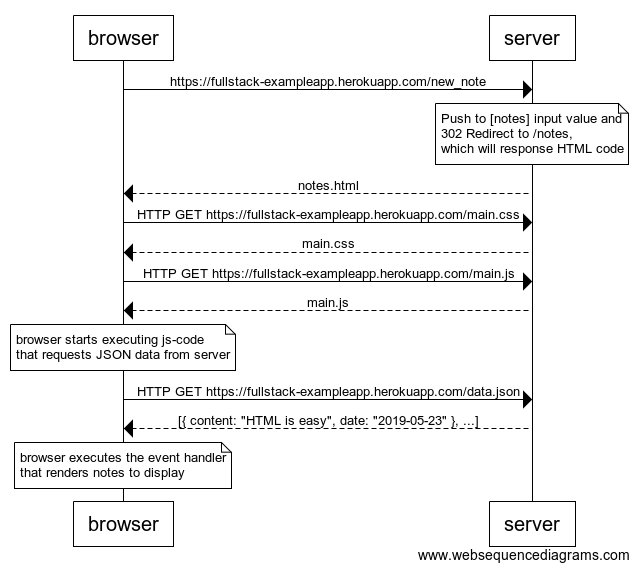 browser server
https://fullstack-exampleapp.herokuapp.com/new_note
Push to [notes] input value and
302 Redirect to /notes,
which will response HTML code
notes.html
HTTP GET https://fullstack-exampleapp.herokuapp.com/main.css
main.css
HTTP GET https://fullstack-exampleapp.herokuapp.com/main.js
main.js
browser starts executing js-code
that requests JSON data from server
HTTP GET https://fullstack-exampleapp.herokuapp.com/data.json
[{ content: "HTML is easy", date: "2019-05-23" }, ...]
browser executes the event handler
that renders notes to display
browser server
www.websequencediagrams.com